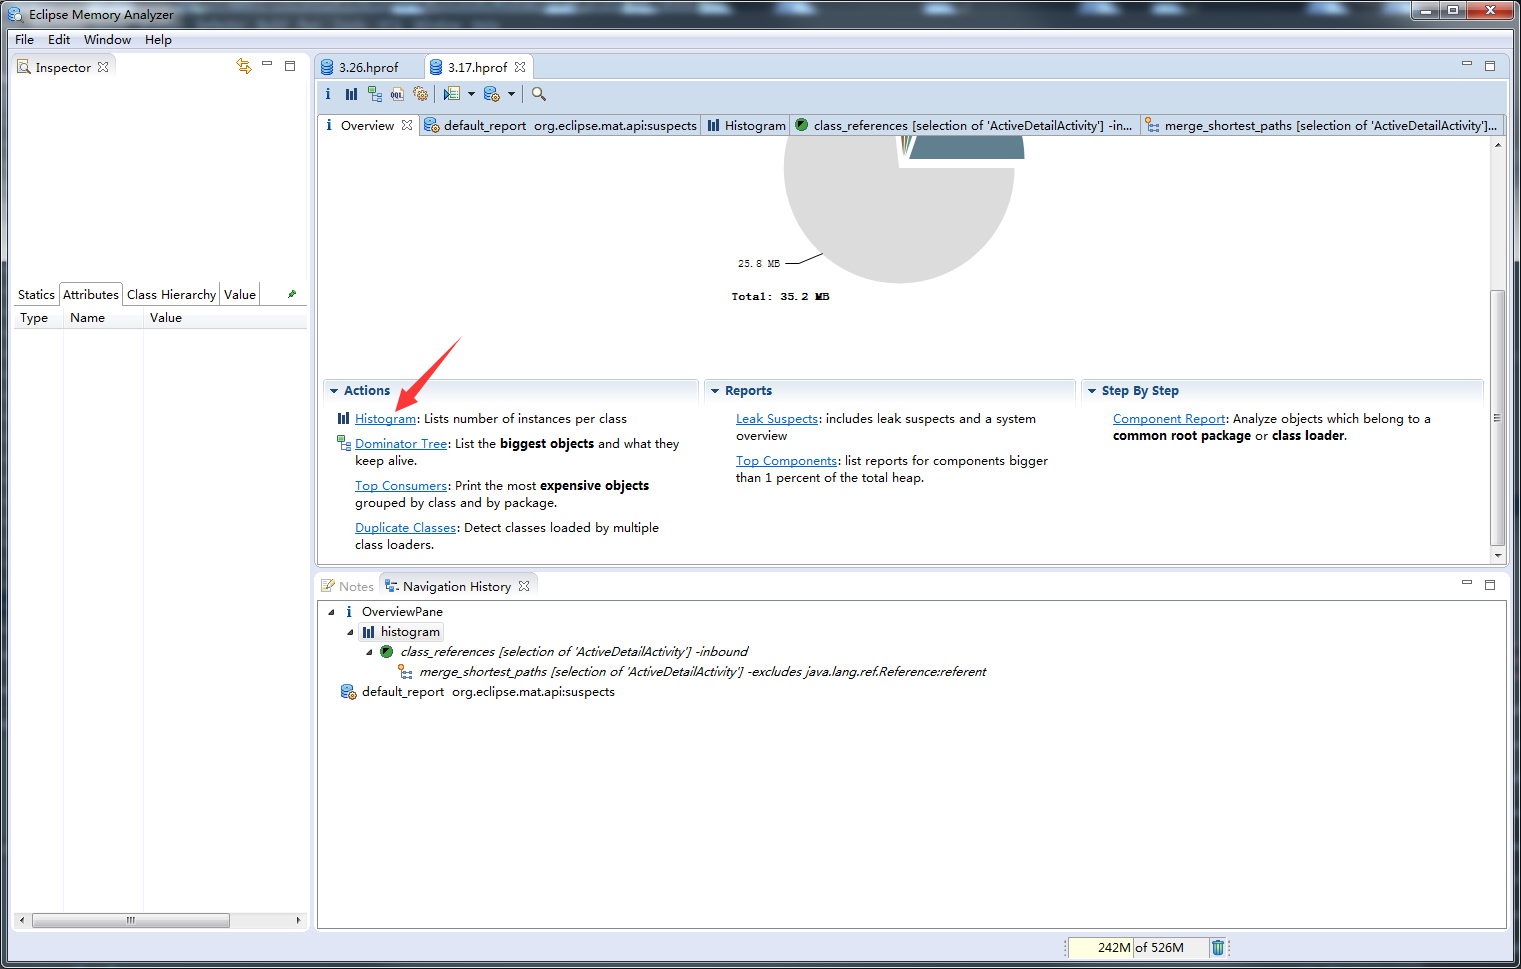 Eclipse Memory Analyzer
File Edit Window Help
Inspector
3.26.hprof 3.17.hprof
i OQL
i Overview default_report org.eclipse.mat.api:suspects Histogram class_references [selection of 'ActiveDetailActivity'] -in... merge_shortest_paths [selection of 'ActiveDetailActivity']...
25.8 MB
Total: 35.2 MB
Statics Attributes Class Hierarchy Value
Type Name Value
Actions
Histogram: Lists number of instances per class
Dominator Tree: List the biggest objects and what they
keep alive.
Top Consumers: Print the most expensive objects
grouped by class and by package.
Duplicate Classes: Detect classes loaded by multiple
class loaders.
Reports
Leak Suspects: includes leak suspects and a system
overview
Top Components: list reports for components bigger
than 1 percent of the total heap.
Step By Step
Component Report: Analyze objects which belong to a
common root package or class loader.
Notes Navigation History
i OverviewPane
histogram
class_references [selection of 'ActiveDetailActivity'] -inbound
merge_shortest_paths [selection of 'ActiveDetailActivity'] -excludes java.lang.ref.Reference:referent
default_report org.eclipse.mat.api:suspects
242M of 526M